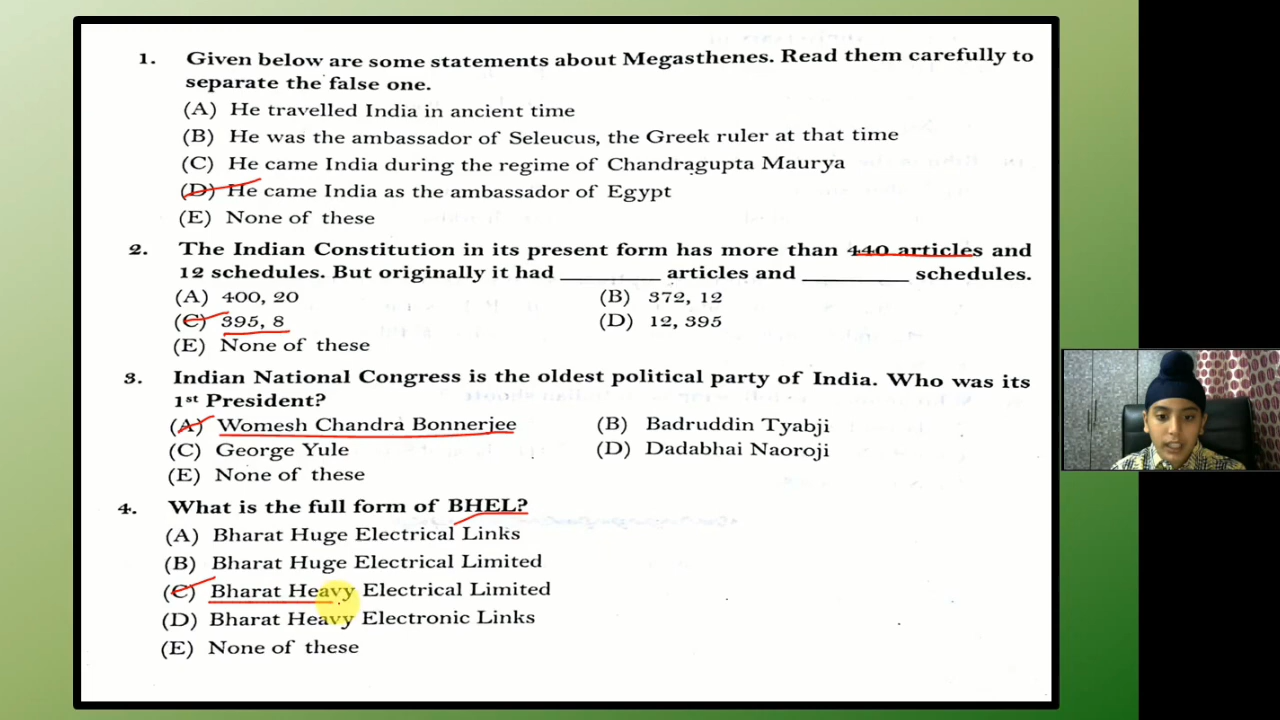 1. Given below are some statements about Megasthenes. Read them carefully to
separate the false one.
(A) He travelled India in ancient time
(B) He was the ambassador of Seleucus, the Greek ruler at that time
(C) He came India during the regime of Chandragupta Maurya
(D) He came India as the ambassador of Egypt
(E) None of these
2. The Indian Constitution in its present form has more than 440 articles and
12 schedules. But originally it had ________ articles and ________ schedules.
(A) 400, 20 (B) 372, 12
(C) 395, 8 (D) 12, 395
(E) None of these
3. Indian National Congress is the oldest political party of India. Who was its
1st President?
(A) Womesh Chandra Bonnerjee (B) Badruddin Tyabji
(C) George Yule (D) Dadabhai Naoroji
(E) None of these
4. What is the full form of BHEL?
(A) Bharat Huge Electrical Links
(B) Bharat Huge Electrical Limited
(C) Bharat Heavy Electrical Limited
(D) Bharat Heavy Electronic Links
(E) None of these